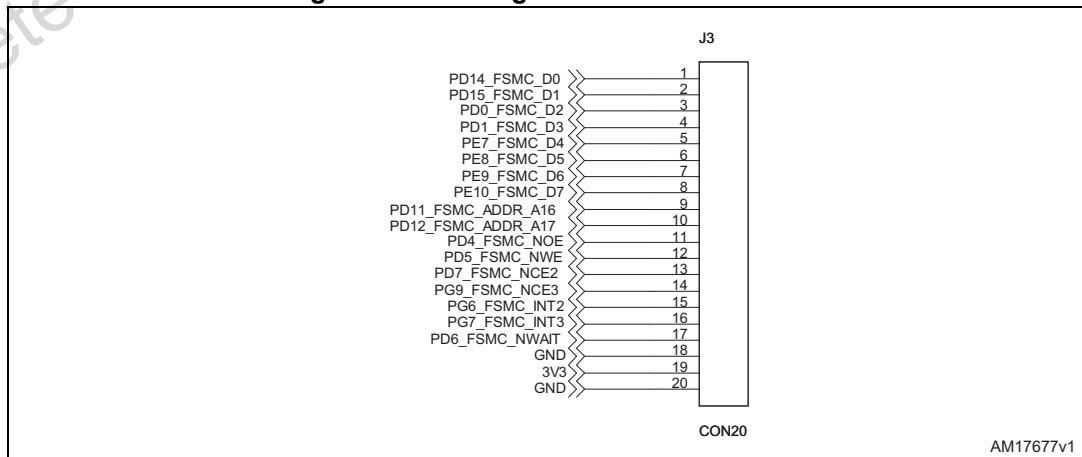 J3
PD14_FSMC_D0 1
PD15_FSMC_D1 2
PD0_FSMC_D2 3
PD1_FSMC_D3 4
PE7_FSMC_D4 5
PE8_FSMC_D5 6
PE9_FSMC_D6 7
PE10_FSMC_D7 8
PD11_FSMC_ADDR_A16 9
PD12_FSMC_ADDR_A17 10
PD4_FSMC_NOE 11
PD5_FSMC_NWE 12
PD7_FSMC_NCE2 13
PG9_FSMC_NCE3 14
PG6_FSMC_INT2 15
PG7_FSMC_INT3 16
PD6_FSMC_NWAIT 17
GND 18
3V3 19
GND 20
CON20
AM17677v1